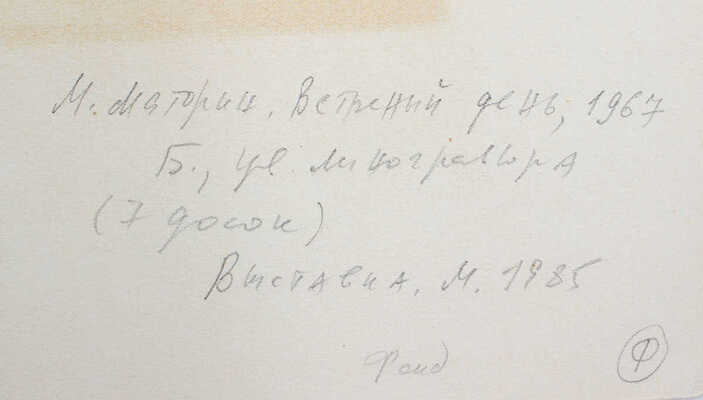 М. Маторин. Ветреный день, 1967
Б., цв. линогравюра
(7 досок)
Выставка. М. 1985
Фонд
Ф